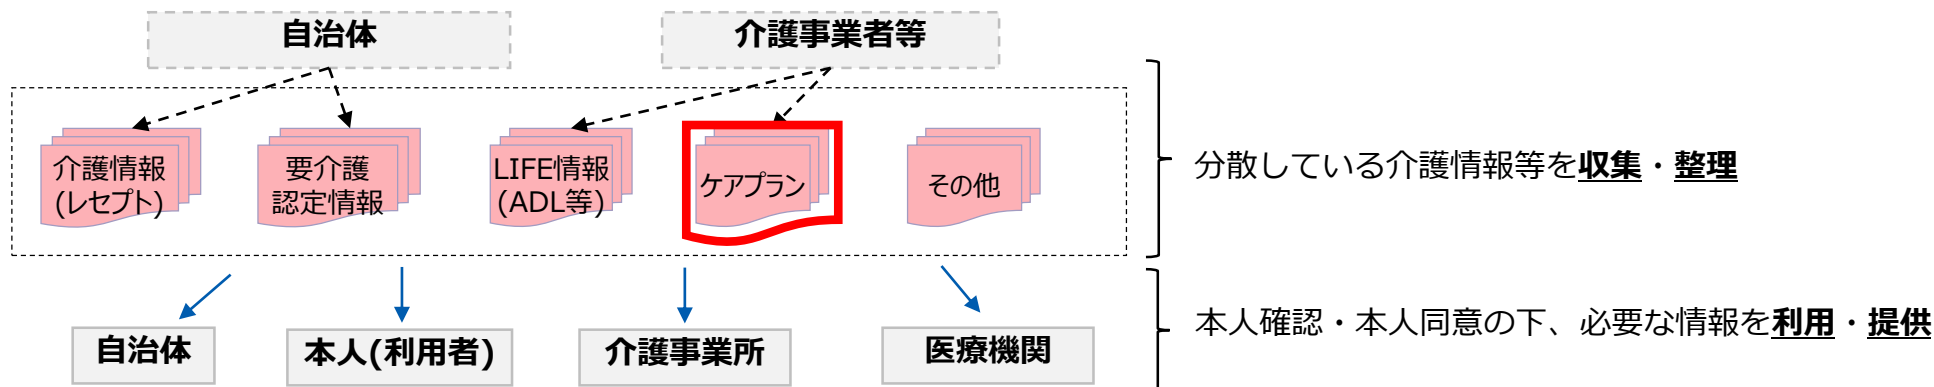 自治体
介護事業者等
介護情報
(レセプト)
要介護
認定情報
LIFE情報
(ADL等)
ケアプラン
その他
分散している介護情報等を収集・整理
自治体
本人(利用者)
介護事業所
医療機関
本人確認・本人同意の下、必要な情報を利用・提供